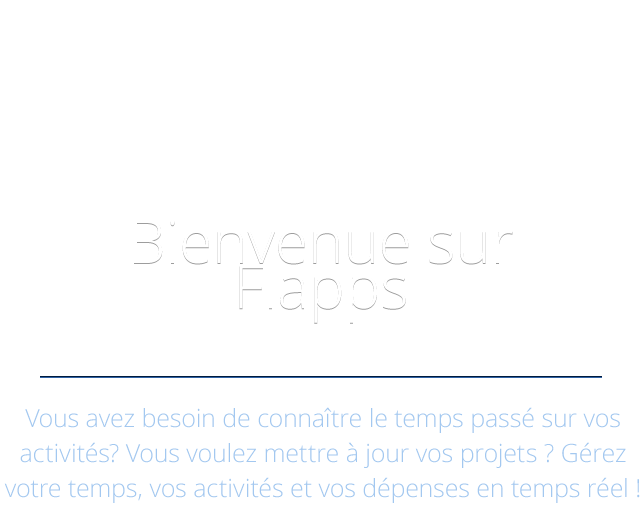 Bienvenue sur
Flapps
Vous avez besoin de connaître le temps passé sur vos
activités? Vous voulez mettre à jour vos projets ? Gérez
votre temps, vos activités et vos dépenses en temps réel !